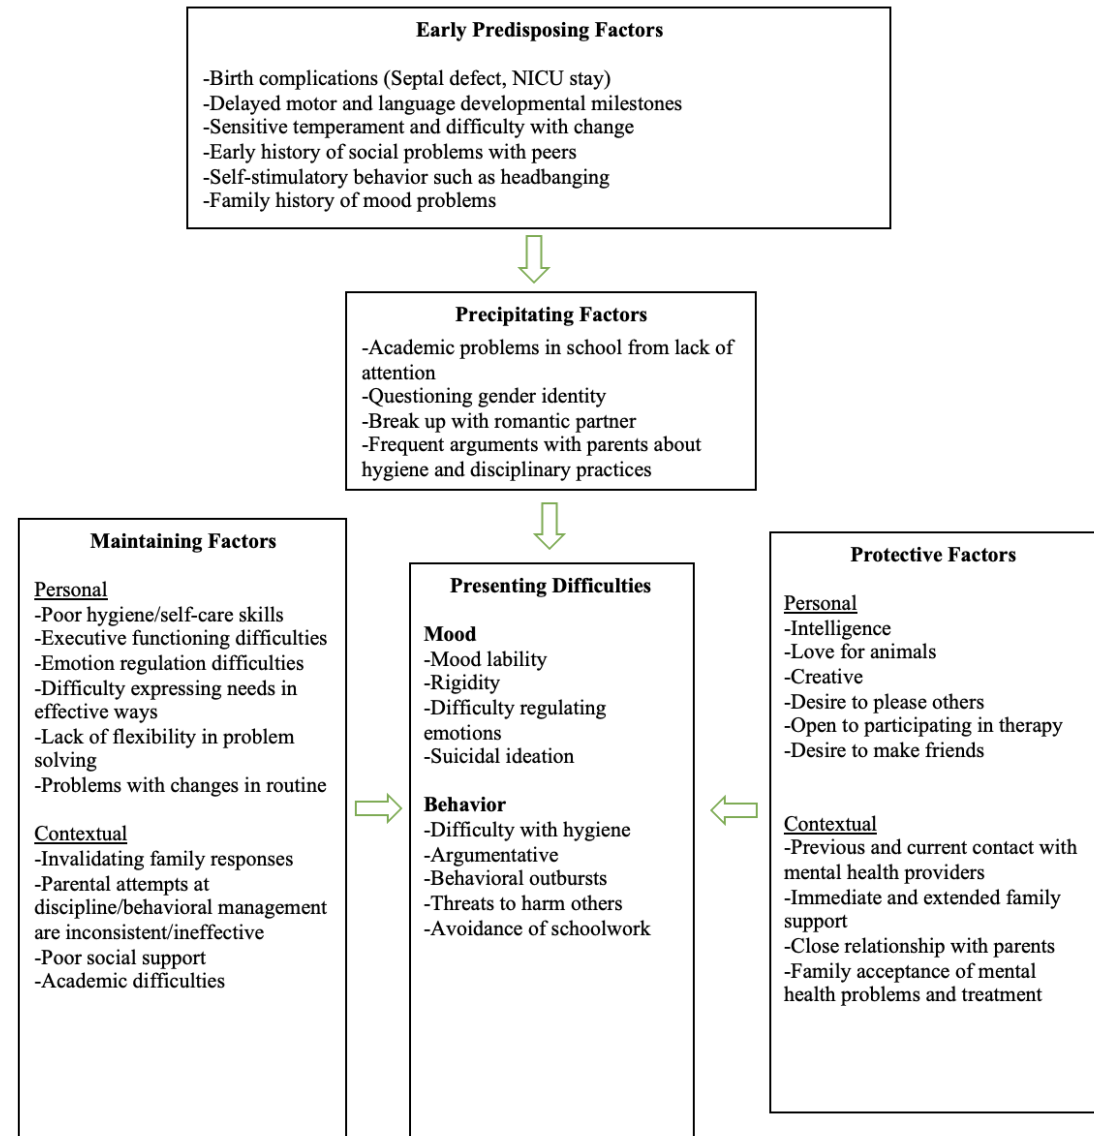 Early Predisposing Factors
-Birth complications (Septal defect, NICU stay)
-Delayed motor and language developmental milestones
-Sensitive temperament and difficulty with change
-Early history of social problems with peers
-Self-stimulatory behavior such as headbanging
-Family history of mood problems
Precipitating Factors
-Academic problems in school from lack of
attention
-Questioning gender identity
-Break up with romantic partner
-Frequent arguments with parents about
hygiene and disciplinary practices
Maintaining Factors
Personal
-Poor hygiene/self-care skills
-Executive functioning difficulties
-Emotion regulation difficulties
-Difficulty expressing needs in
effective ways
-Lack of flexibility in problem
solving
-Problems with changes in routine
Contextual
-Invalidating family responses
-Parental attempts at
discipline/behavioral management
are inconsistent/ineffective
-Poor social support
-Academic difficulties
Presenting Difficulties
Mood
-Mood lability
-Rigidity
-Difficulty regulating
emotions
-Suicidal ideation
Behavior
-Difficulty with hygiene
-Argumentative
-Behavioral outbursts
-Threats to harm others
-Avoidance of schoolwork
Protective Factors
Personal
-Intelligence
-Love for animals
-Creative
-Desire to please others
-Open to participating in therapy
-Desire to make friends
Contextual
-Previous and current contact with
mental health providers
-Immediate and extended family
support
-Close relationship with parents
-Family acceptance of mental
health problems and treatment